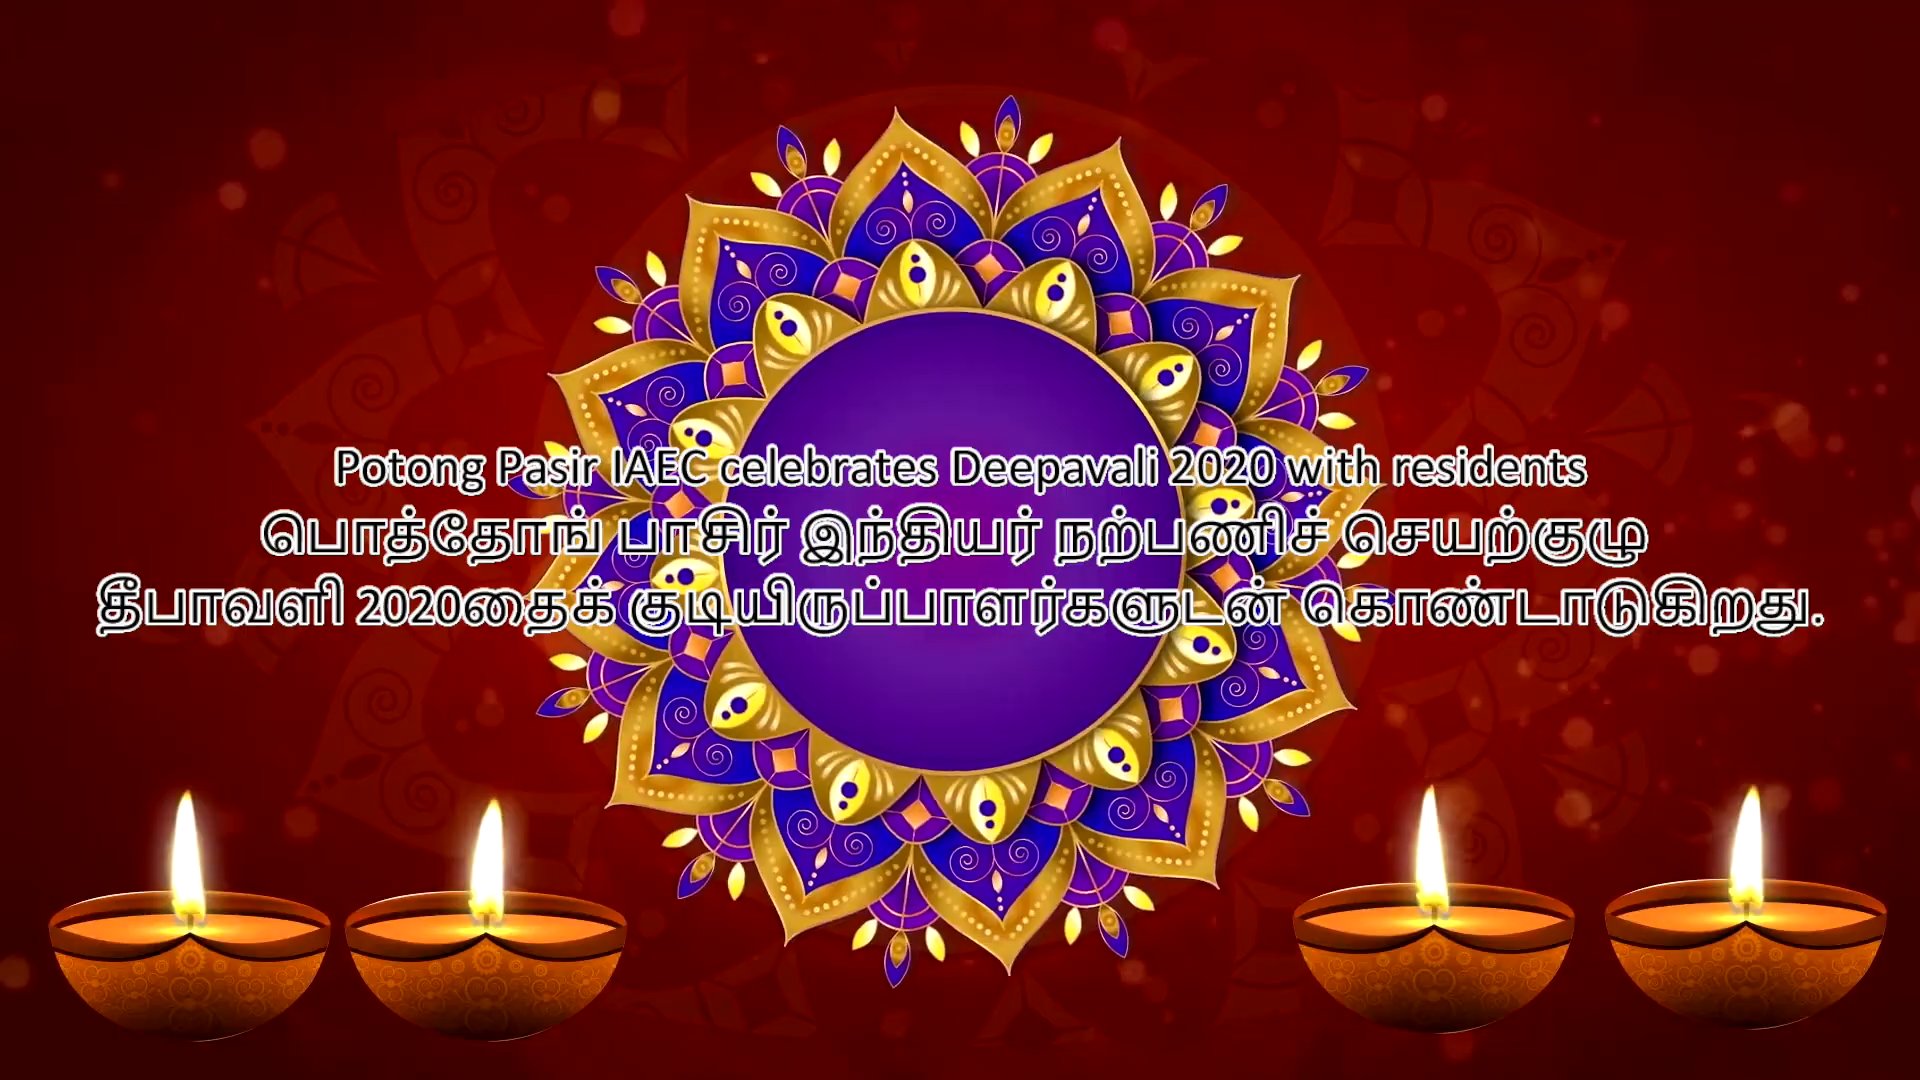 Potong Pasir IAEC celebrates Deepavali 2020 with residents
பொத்தோங் பாசிர் இந்தியர் நற்பணிச் செயற்குழு
தீபாவளி 2020தைக் குடியிருப்பாளர்களுடன் கொண்டாடுகிறது.